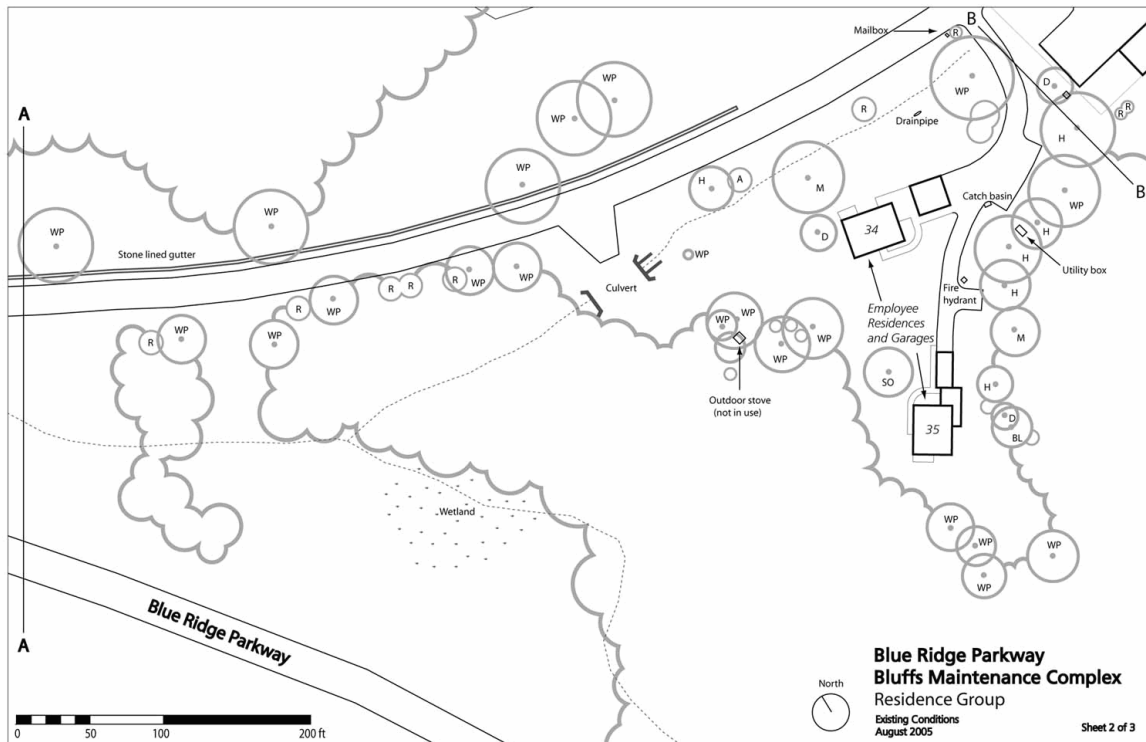 Mailbox
B
R
WP
D
WP
WP
R
WP
Drainpipe
R
R
H
A
A
WP
H
A
M
Catch basin
WP
B
WP
WP
34
D
H
Stone lined gutter
WP
H
Utility box
WP
WP
Culvert
Fire
hydrant
H
R
R
R
R
WP
Employee
Residences
and Garages
WP
WP
WP
M
R
WP
WP
WP
SO
H
Outdoor stove
(not in use)
D
35
BL
Wetland
WP
WP
WP
WP
Blue Ridge Parkway
A
North
Blue Ridge Parkway
Bluffs Maintenance Complex
Residence Group
Existing Conditions
August 2005
Sheet 2 of 3
0 50 100 200 ft